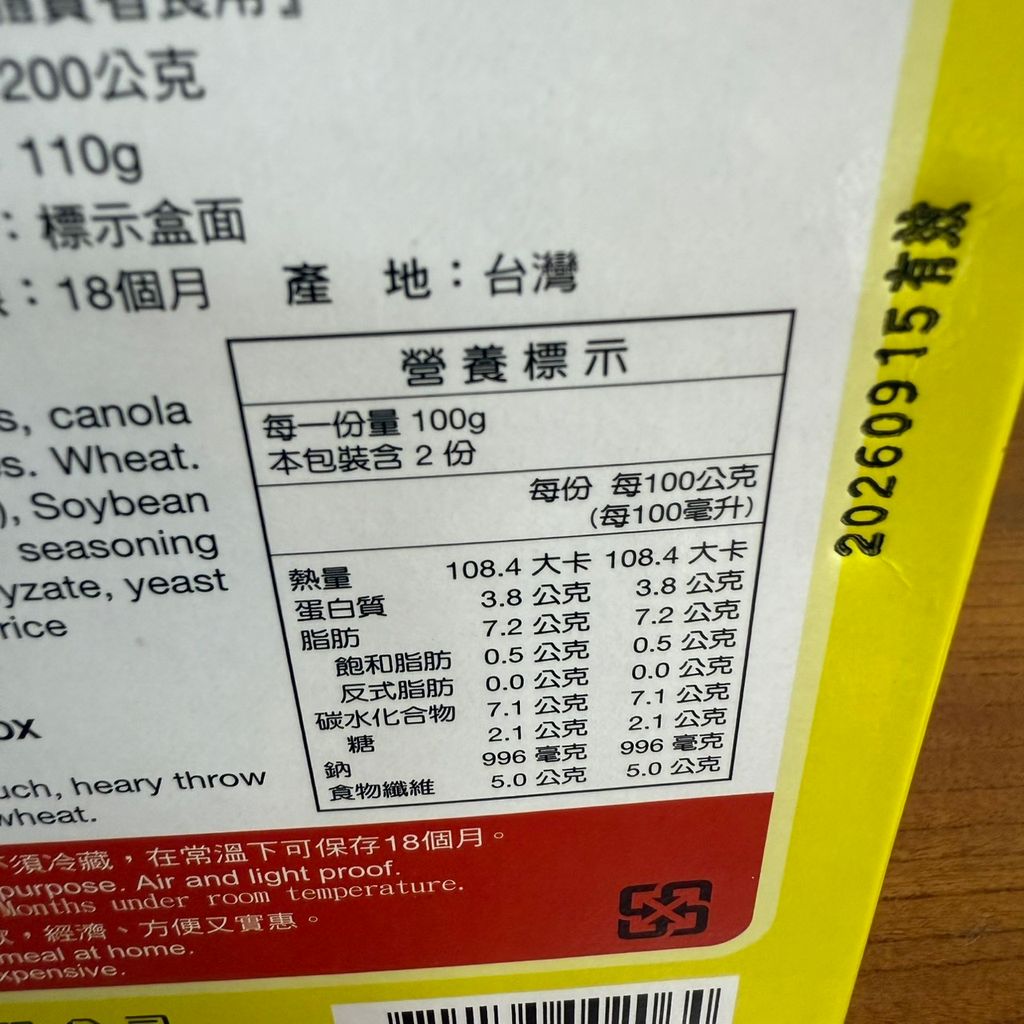 體質者食用』
200公克
110g
：標示盒面
：18個月 產 地：台灣
營養標示
每一份量 100g
本包裝含 2 份
每份 每100公克
(每100毫升)
熱量 108.4 大卡 108.4 大卡
蛋白質 3.8 公克 3.8 公克
脂肪 7.2 公克 7.2 公克
飽和脂肪 0.5 公克 0.5 公克
反式脂肪 0.0 公克 0.0 公克
碳水化合物 7.1 公克 7.1 公克
糖 2.1 公克 2.1 公克
鈉 996 毫克 996 毫克
食物纖維 5.0 公克 5.0 公克
s, canola
s. Wheat.
), Soybean
seasoning
yzate, yeast
rice
ox
uch, heary throw
wheat.
須冷藏，在常溫下可保存18個月。
purpose. Air and light proof.
Months under room temperature.
，經濟、方便又實惠。
meal at home.
xpensive.
20260915有效